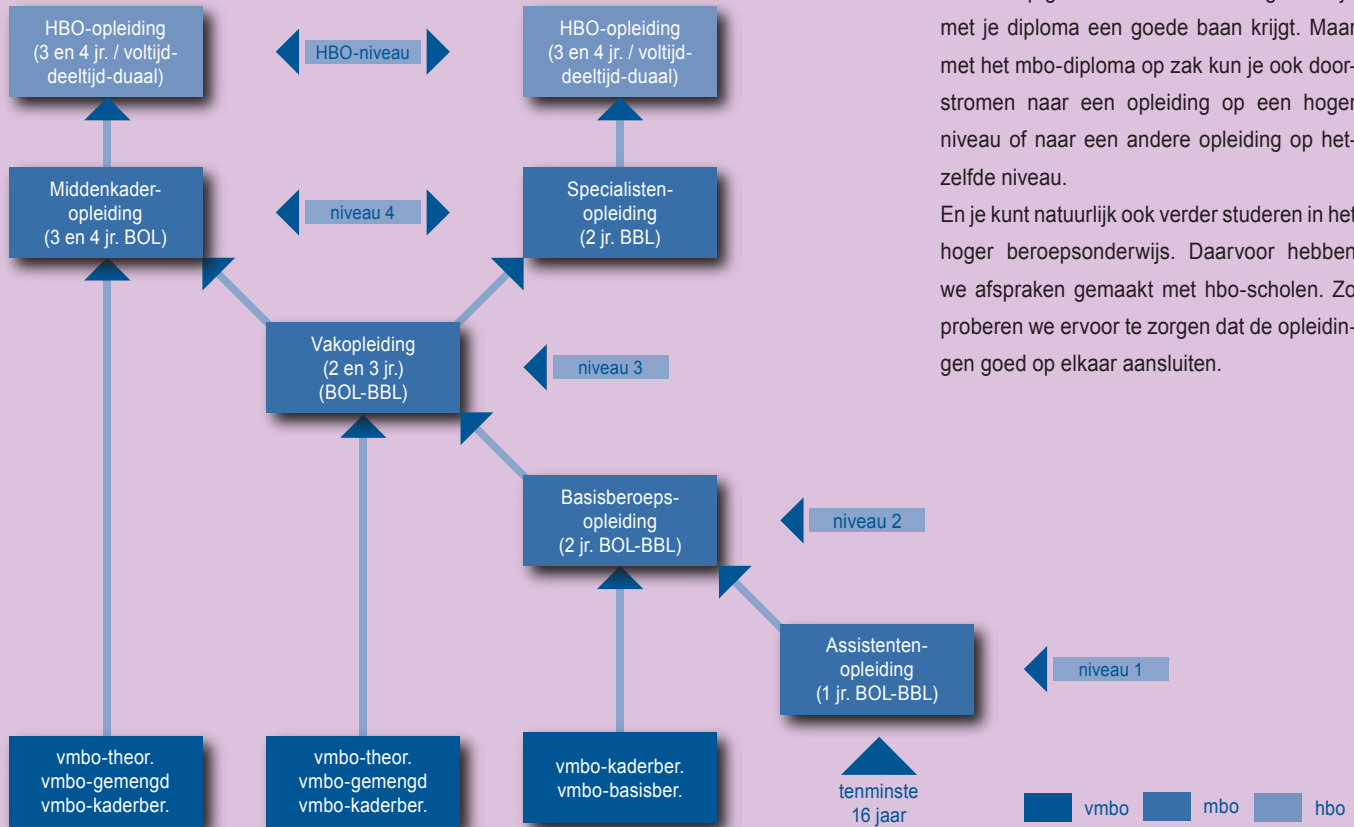 HBO-opleiding
(3 en 4 jr. / voltijd-
deeltijd-duaal)
HBO-niveau
HBO-opleiding
(3 en 4 jr. / voltijd-
deeltijd-duaal)
Middenkader-
opleiding
(3 en 4 jr. BOL)
niveau 4
Specialisten-
opleiding
(2 jr. BBL)
Vakopleiding
(2 en 3 jr.)
(BOL-BBL)
niveau 3
Basisberoeps-
opleiding
(2 jr. BOL-BBL)
niveau 2
Assistenten-
opleiding
(1 jr. BOL-BBL)
niveau 1
vmbo-theor.
vmbo-gemengd
vmbo-kaderber.
vmbo-theor.
vmbo-gemengd
vmbo-kaderber.
vmbo-kaderber.
vmbo-basisber.
tenminste
16 jaar
vmbo
mbo
hbo
met je diploma een goede baan krijgt. Maar
met het mbo-diploma op zak kun je ook door-
stromen naar een opleiding op een hoger
niveau of naar een andere opleiding op het-
zelfde niveau.
En je kunt natuurlijk ook verder studeren in het
hoger beroepsonderwijs. Daarvoor hebben
we afspraken gemaakt met hbo-scholen. Zo
proberen we ervoor te zorgen dat de opleidin-
gen goed op elkaar aansluiten.